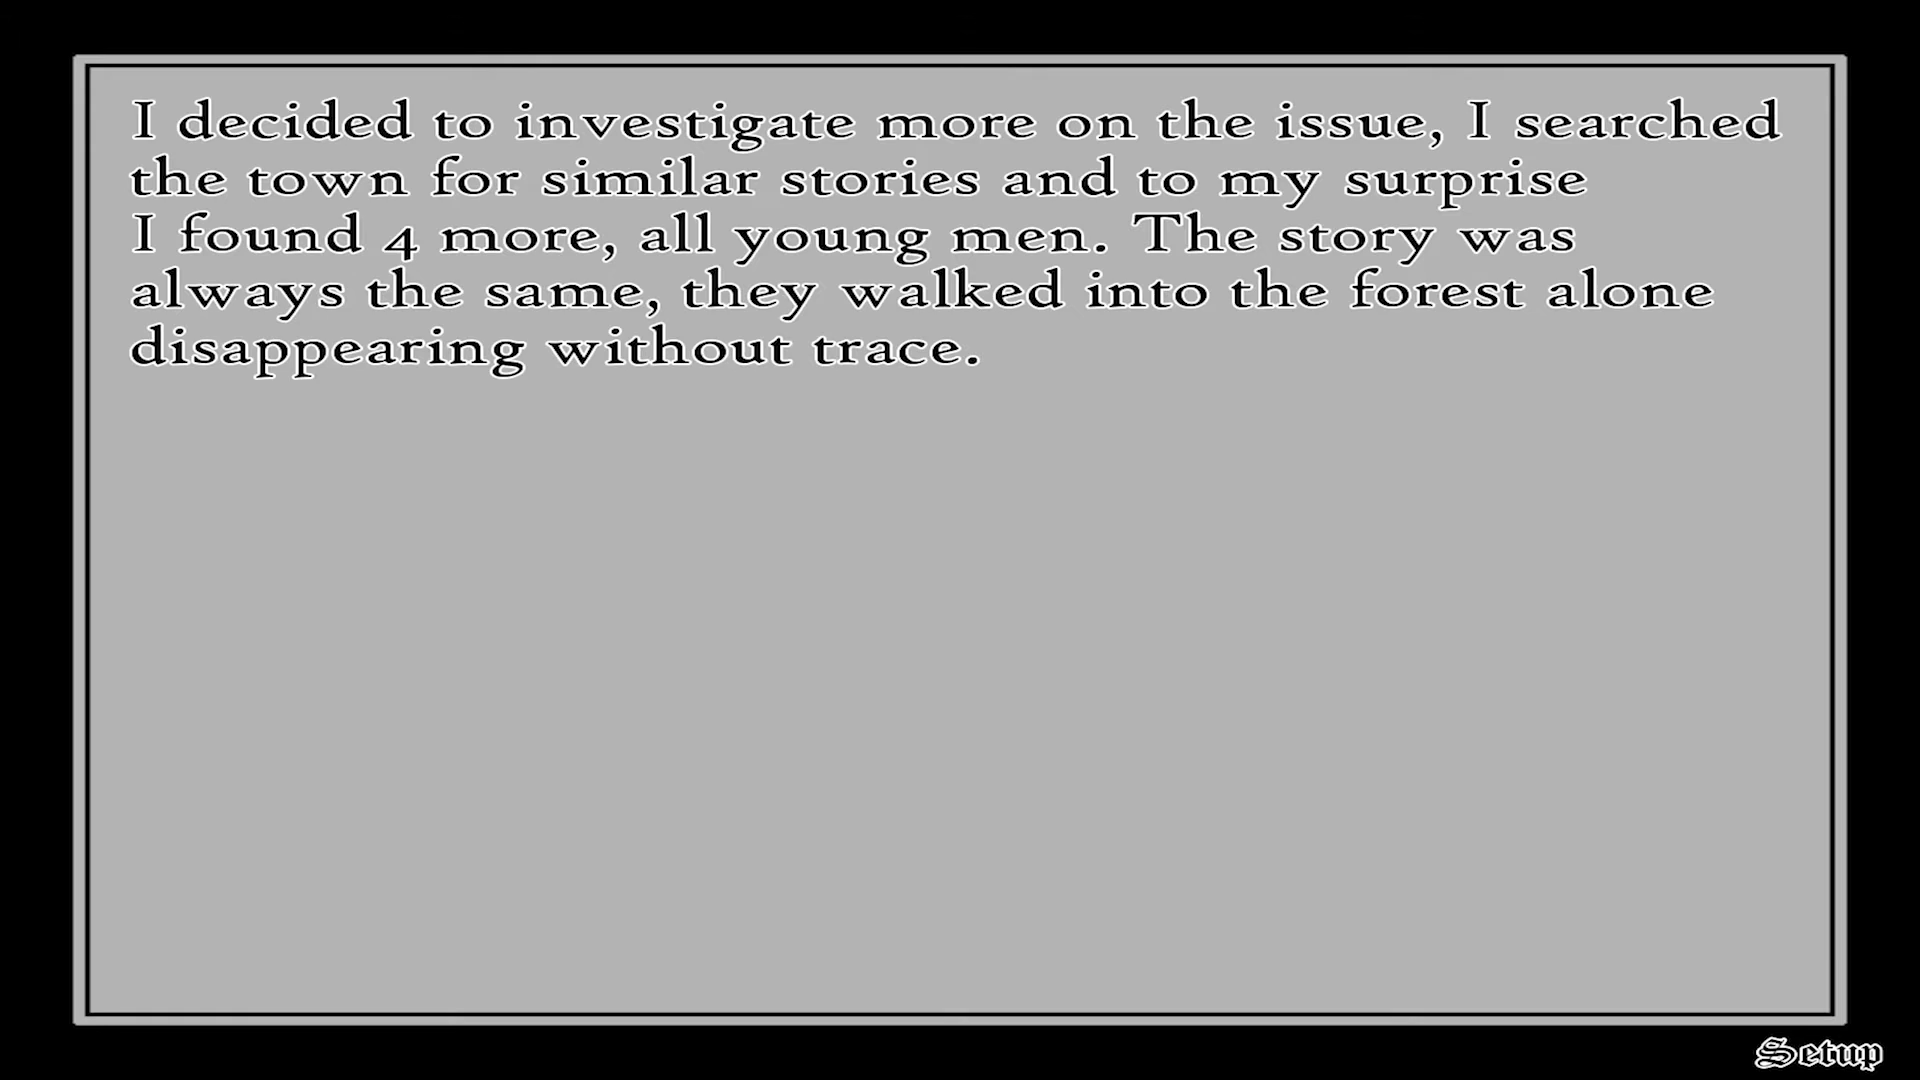 I decided to investigate more on the issue, I searched
the town for similar stories and to my surprise
I found 4 more, all young men. The story was
always the same, they walked into the forest alone
disappearing without trace.
Setup